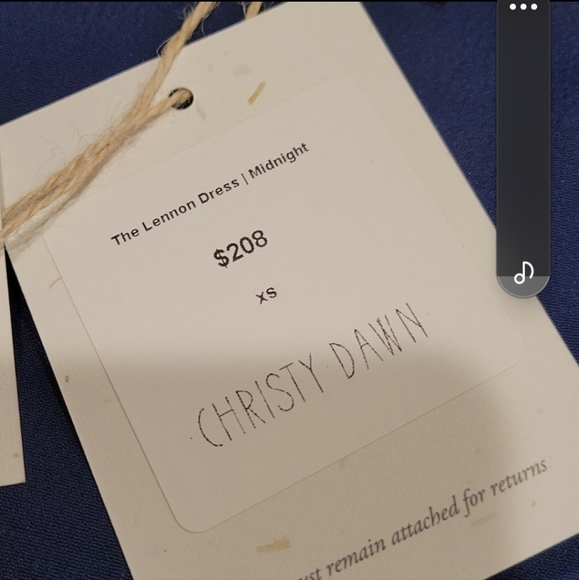 The Lennon Dress | Midnight
$208
XS
CHRISTY DAWN
remain attached for returns